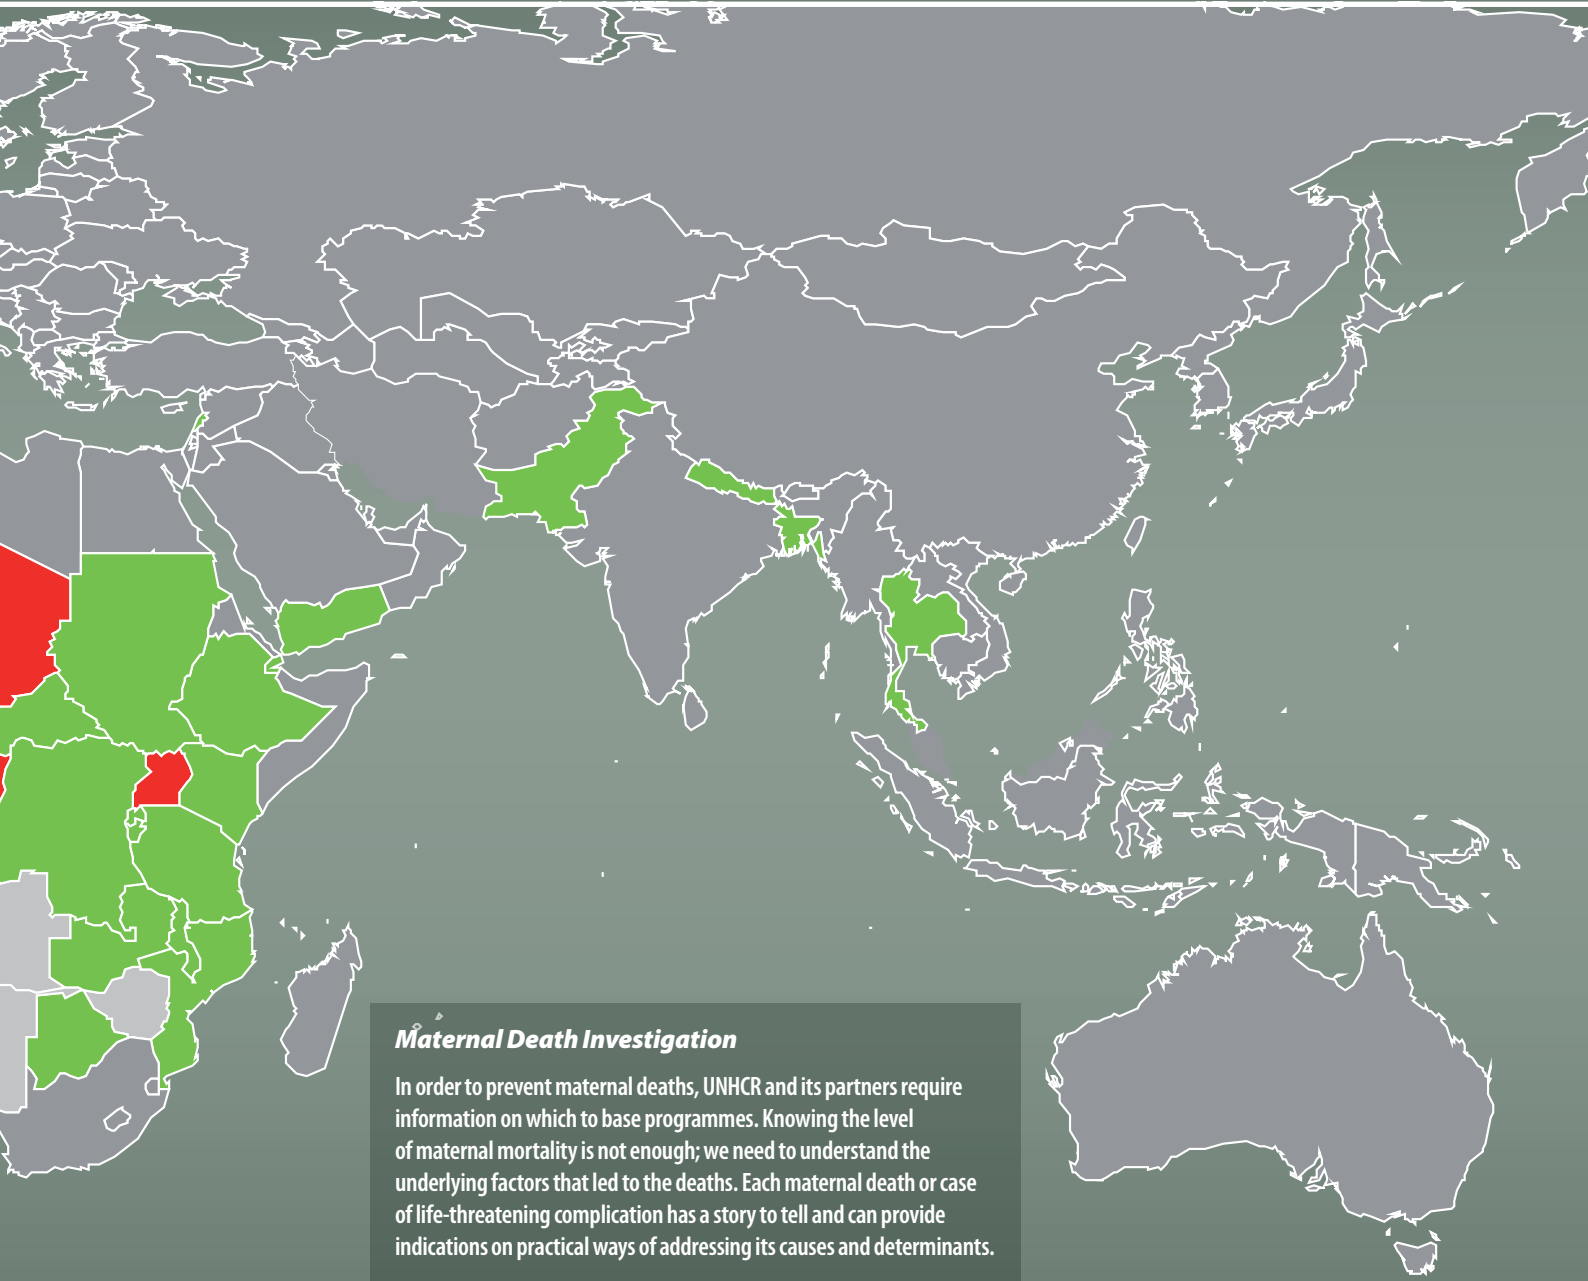 Maternal Death Investigation
In order to prevent maternal deaths, UNHCR and its partners require
information on which to base programmes. Knowing the level
of maternal mortality is not enough; we need to understand the
underlying factors that led to the deaths. Each maternal death or case
of life-threatening complication has a story to tell and can provide
indications on practical ways of addressing its causes and determinants.